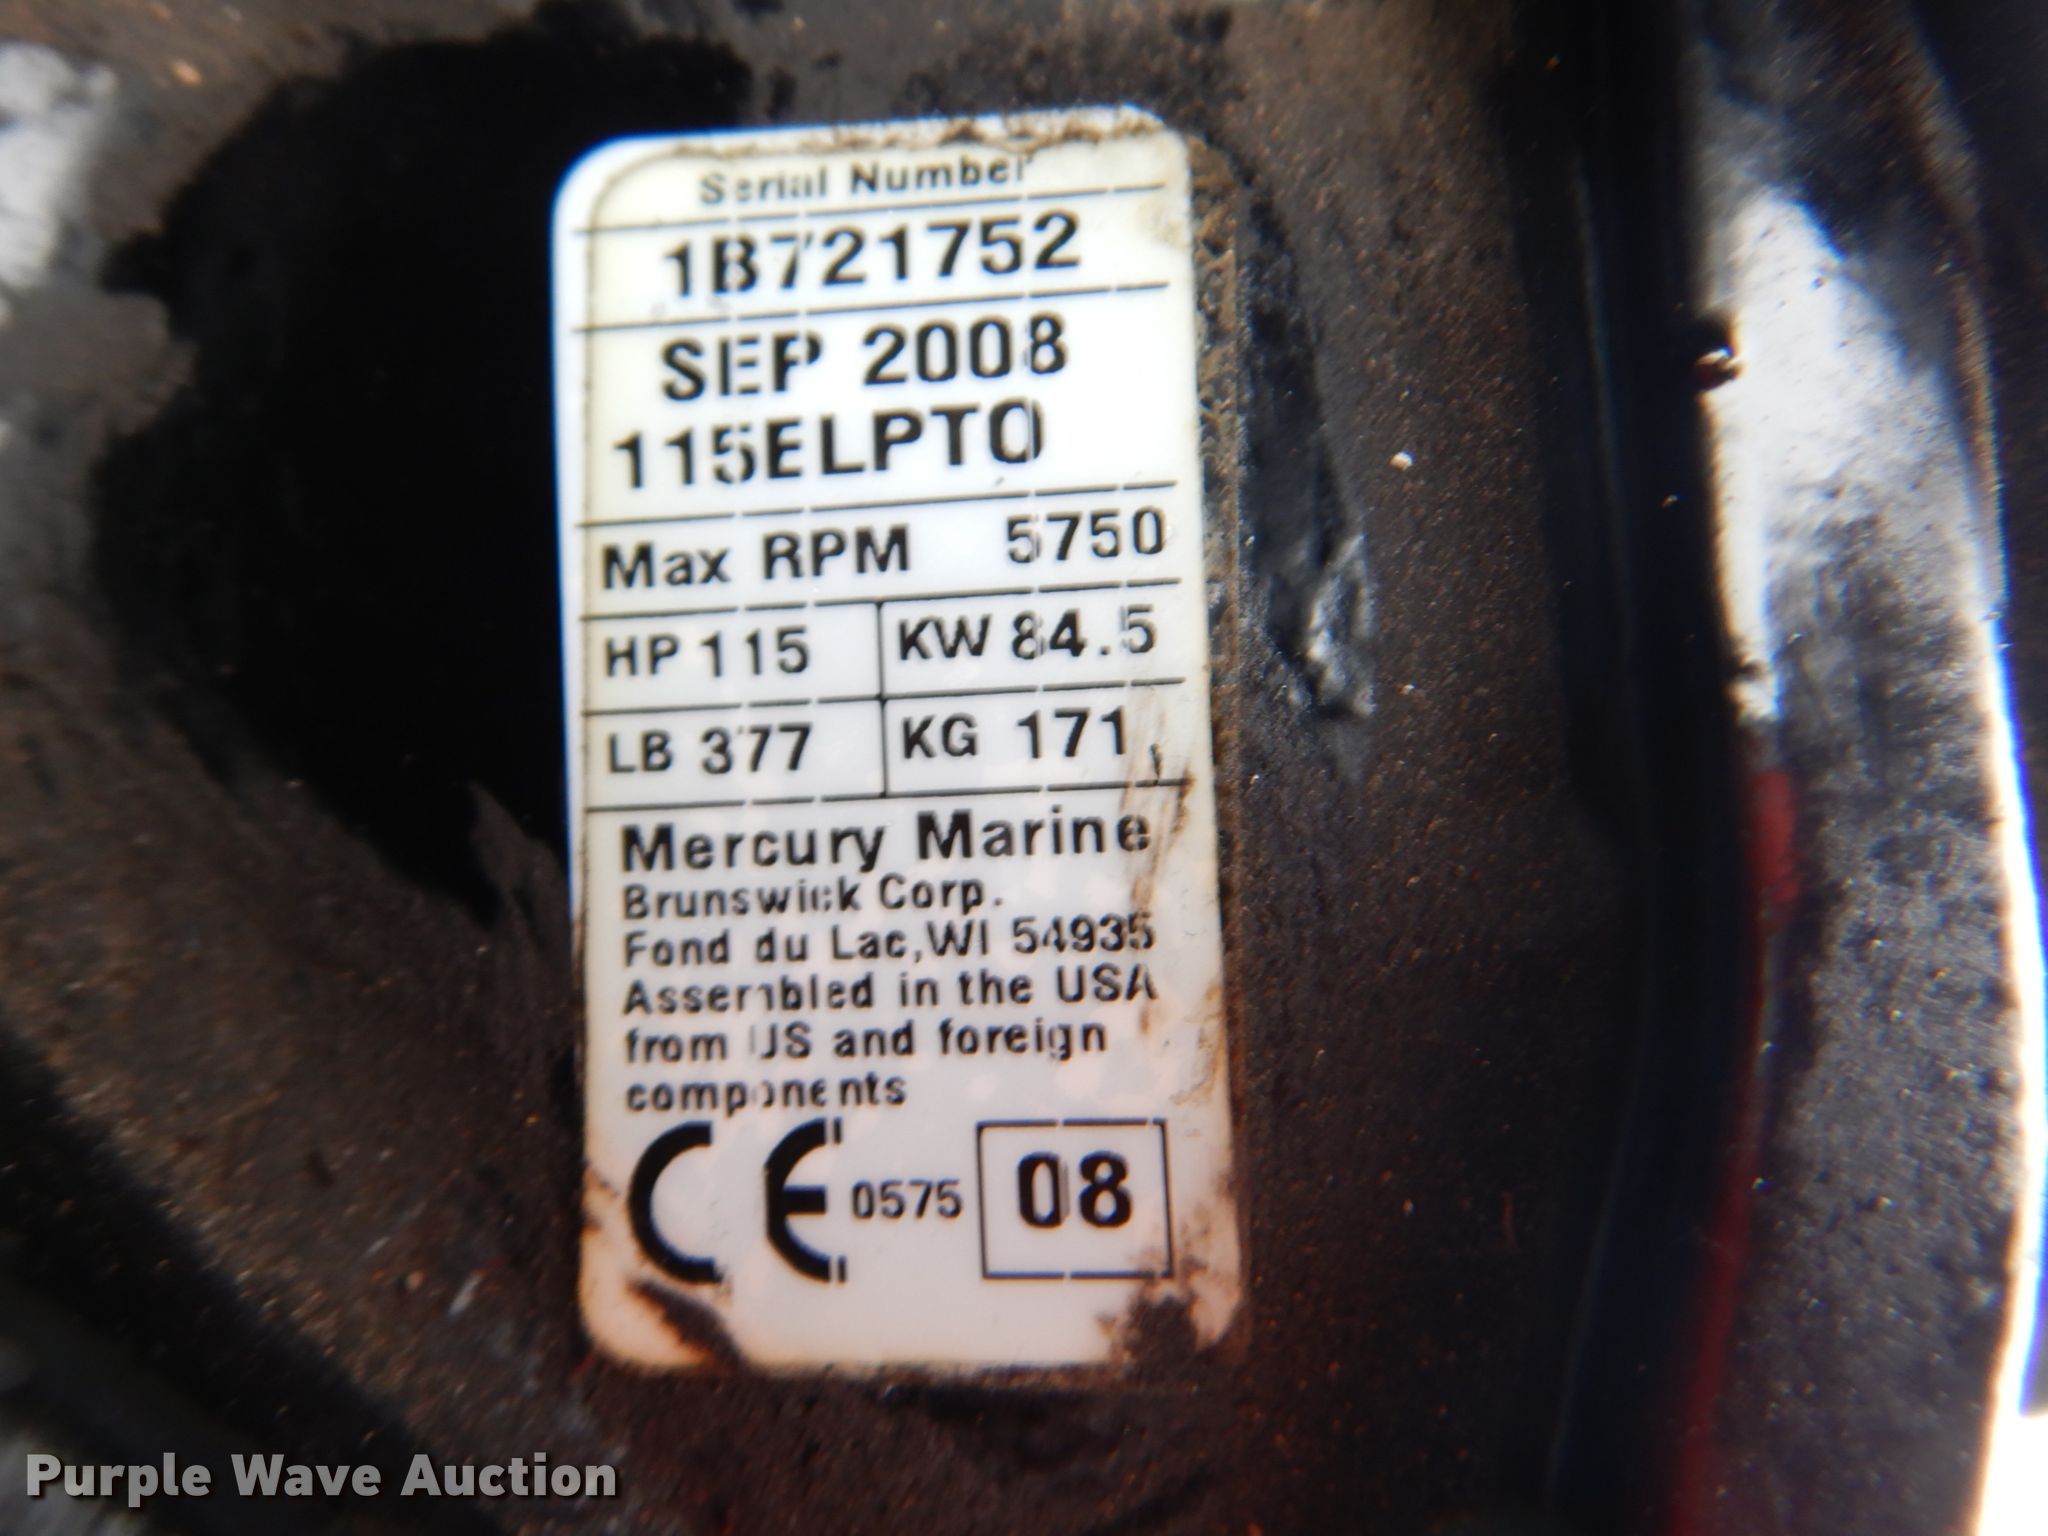 Serial Number
1B721752
SEP 2008
115ELPTO
Max RPM 5750
HP 115 KW 84.5
LB 377 KG 171
Mercury Marine
Brunswick Corp.
Fond du Lac, WI 54935
Assembled in the USA
from US and foreign
components
CE 0575 08
Purple Wave Auction